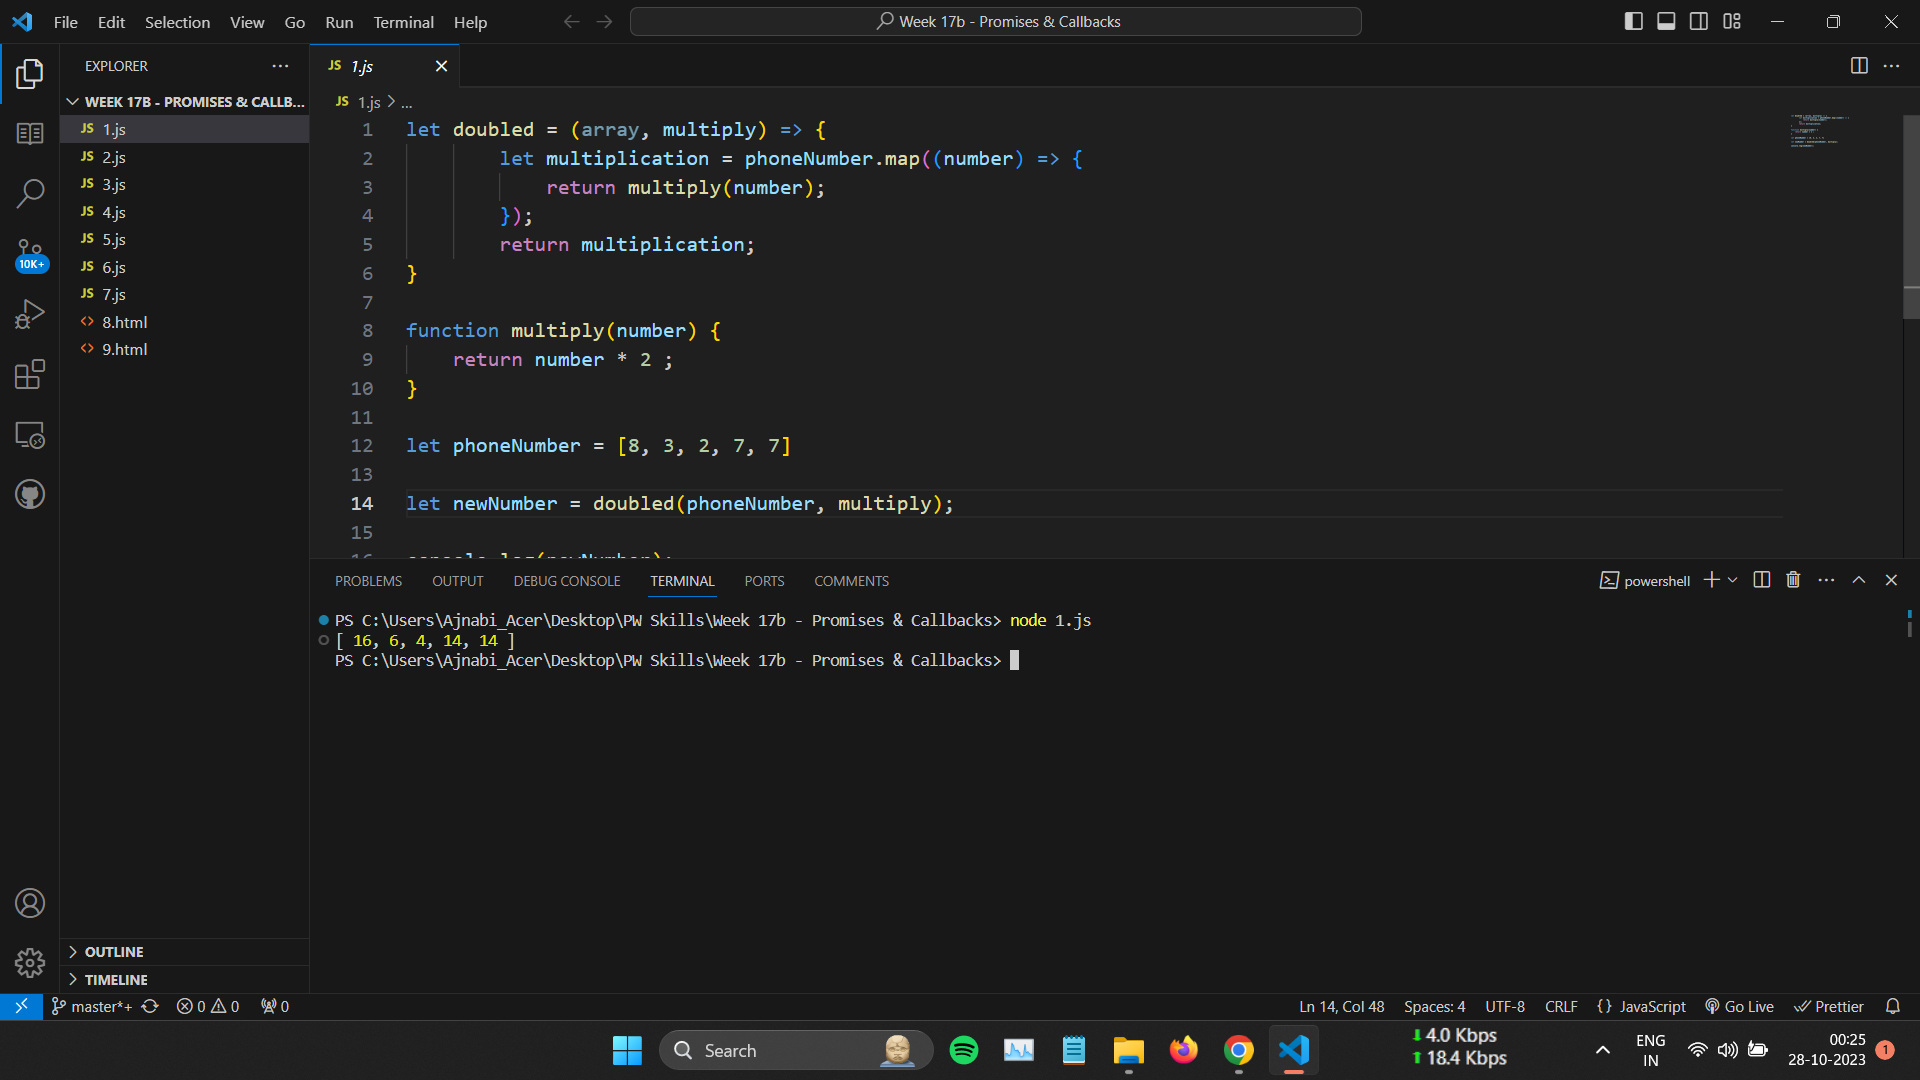 File Edit Selection View Go Run Terminal Help
Week 17b - Promises & Callbacks
EXPLORER
WEEK 17B - PROMISES & CALLB...
JS 1.js
JS 2.js
JS 3.js
JS 4.js
JS 5.js
JS 6.js
JS 7.js
<> 8.html
<> 9.html
10K+
OUTLINE
TIMELINE
JS 1.js
JS 1.js > ...
1 let doubled = (array, multiply) => {
2 let multiplication = phoneNumber.map((number) => {
3 return multiply(number);
4 });
5 return multiplication;
6 }
7
8 function multiply(number) {
9 return number * 2 ;
10 }
11
12 let phoneNumber = [8, 3, 2, 7, 7]
13
14 let newNumber = doubled(phoneNumber, multiply);
15
16 console.log(newNumber);
PROBLEMS OUTPUT DEBUG CONSOLE TERMINAL PORTS COMMENTS
powershell
PS C:\Users\Ajnabi_Acer\Desktop\PW Skills\Week 17b - Promises & Callbacks> node 1.js
[ 16, 6, 4, 14, 14 ]
PS C:\Users\Ajnabi_Acer\Desktop\PW Skills\Week 17b - Promises & Callbacks>
master*+ 0 0 0
Ln 14, Col 48 Spaces: 4 UTF-8 CRLF {} JavaScript Go Live Prettier
Search
4.0 Kbps
18.4 Kbps
ENG
IN
00:25
28-10-2023
1